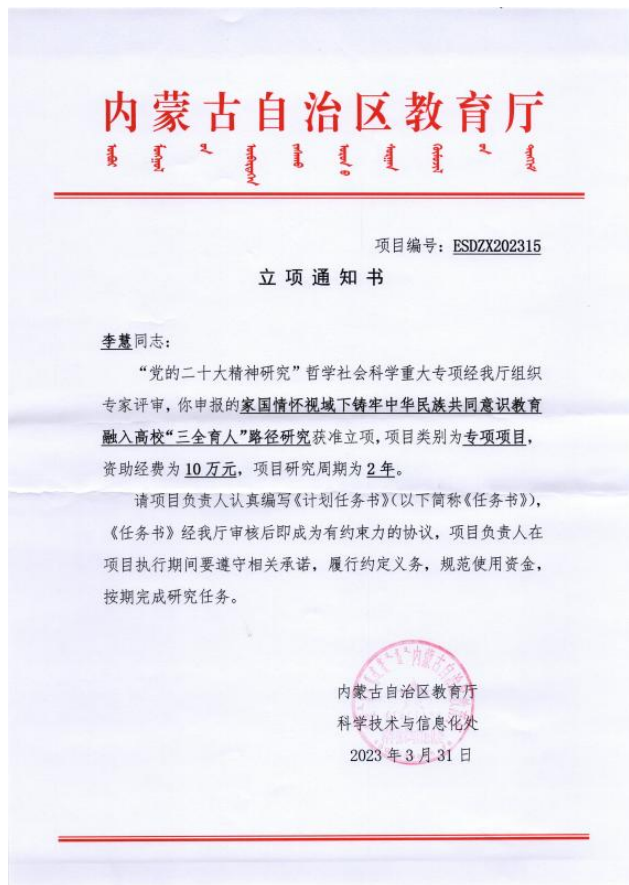 内蒙古自治区教育厅
项目编号：ESDZX202315
立项通知书
李慧同志：
“党的二十大精神研究”哲学社会科学重大专项经我厅组织
专家评审，你申报的家国情怀视域下铸牢中华民族共同意识教育
融入高校“三全育人”路径研究获准立项，项目类别为专项项目，
资助经费为 10 万元，项目研究周期为 2 年。
请项目负责人认真编写《计划任务书》（以下简称《任务书》），
《任务书》经我厅审核后即成为有约束力的协议，项目负责人在
项目执行期间要遵守相关承诺，履行约定义务，规范使用资金，
按期完成研究任务。
内蒙古自治区教育厅
科学技术与信息化处
2023 年 3 月 31 日